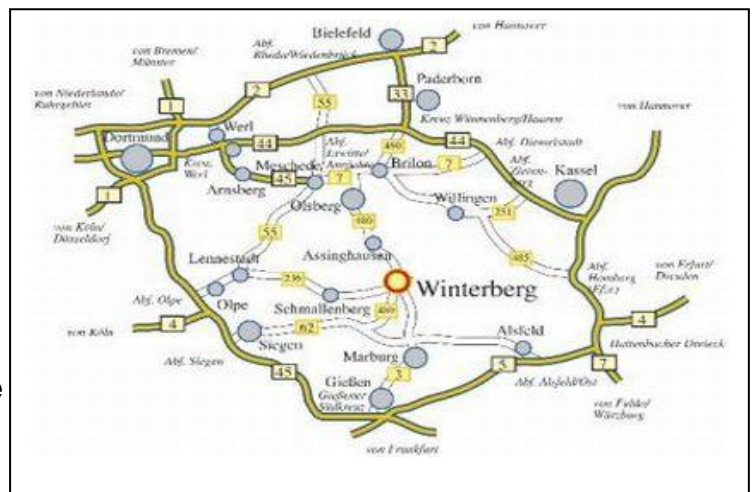 von Hannover
Bielefeld
2
Abf.
Rheda/Wiedenbrück
von Bremen/
Münster
2
33
Paderborn
von Niederlande/
Ruhrgebiet
1
55
Kreuz Wünnenberg/Haaren
von Hannover
Werl
Dortmund
44
Abf.
44
Abf. Diemelstadt
Kreuz
Werl
Meschede
450
Brilon
7
Abf.
Kassel
7
45
Arnsberg
1
Olsberg
Willingen
251
von Köln/
Düsseldorf
55
480
Assinghausen
485
Lennestadt
236
Winterberg
Abf.
Homberg
(Efze)
von Erfurt/
Dresden
Abf. Olpe
Olpe
Schmallenberg
4
62
Alsfeld
4
von Köln
Siegen
Hattenbacher Dreieck
Abf. Siegen
Marburg
45
3
5
7
Gießen
Abf. Alsfeld/Ost
Gießener
Südkreuz
von Fulda/
Würzburg
von Frankfurt
e